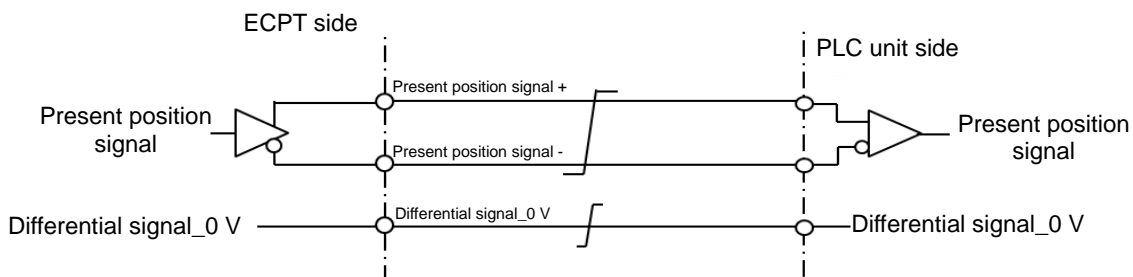 ECPT side
PLC unit side
Present position signal +
Present position
signal
Present position
signal
Present position signal -
Differential signal_0 V
Differential signal_0 V
Differential signal_0 V